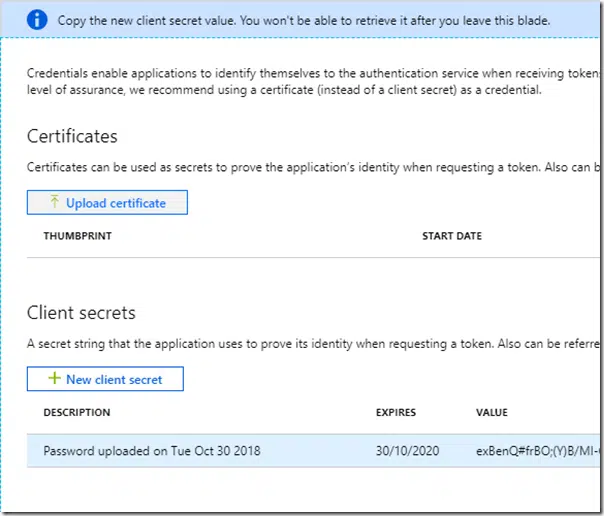 Copy the new client secret value. You won't be able to retrieve it after you leave this blade.
Credentials enable applications to identify themselves to the authentication service when receiving tokens
level of assurance, we recommend using a certificate (instead of a client secret) as a credential.
Certificates
Certificates can be used as secrets to prove the application's identity when requesting a token. Also can b
Upload certificate
THUMBPRINT START DATE
Client secrets
A secret string that the application uses to prove its identity when requesting a token. Also can be referre
New client secret
DESCRIPTION EXPIRES VALUE
Password uploaded on Tue Oct 30 2018 30/10/2020 exBenQ#frBO;(Y)B/MI-